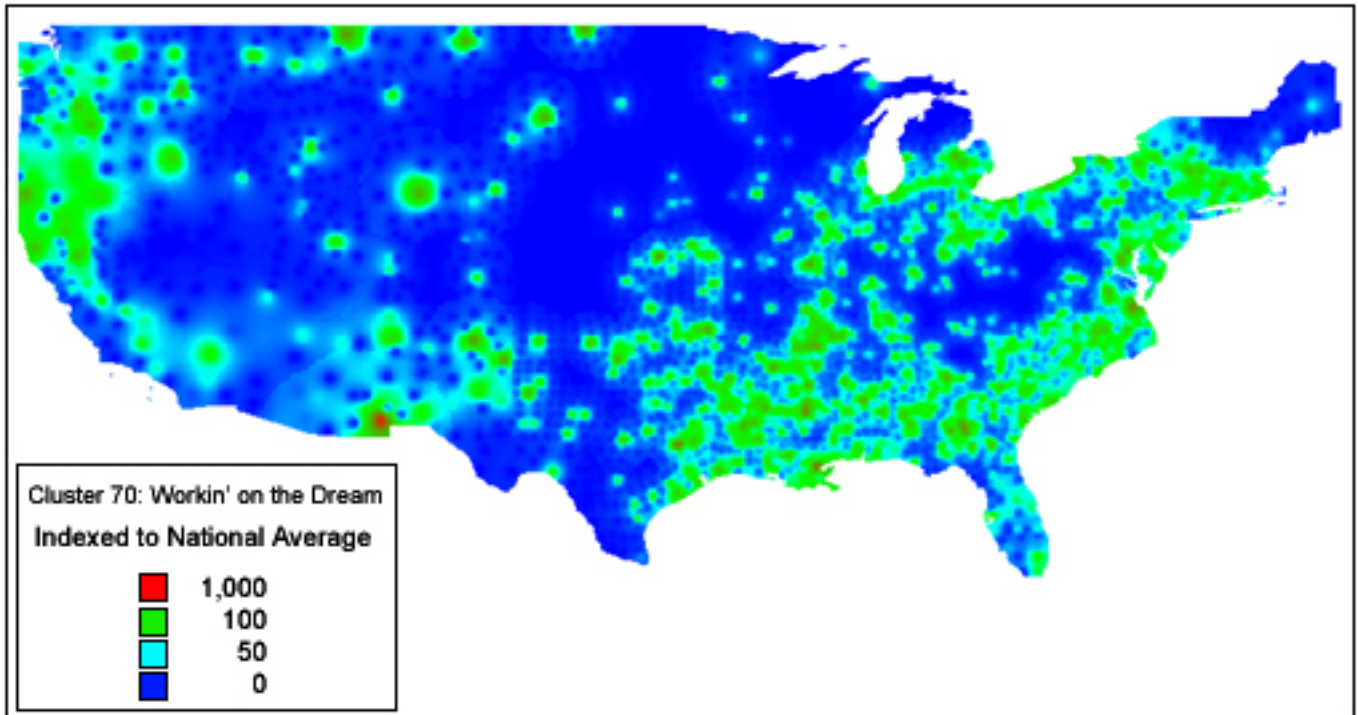 Cluster 70: 'Workin' on the Dream
Indexed to National Average
1,000
100
50
0